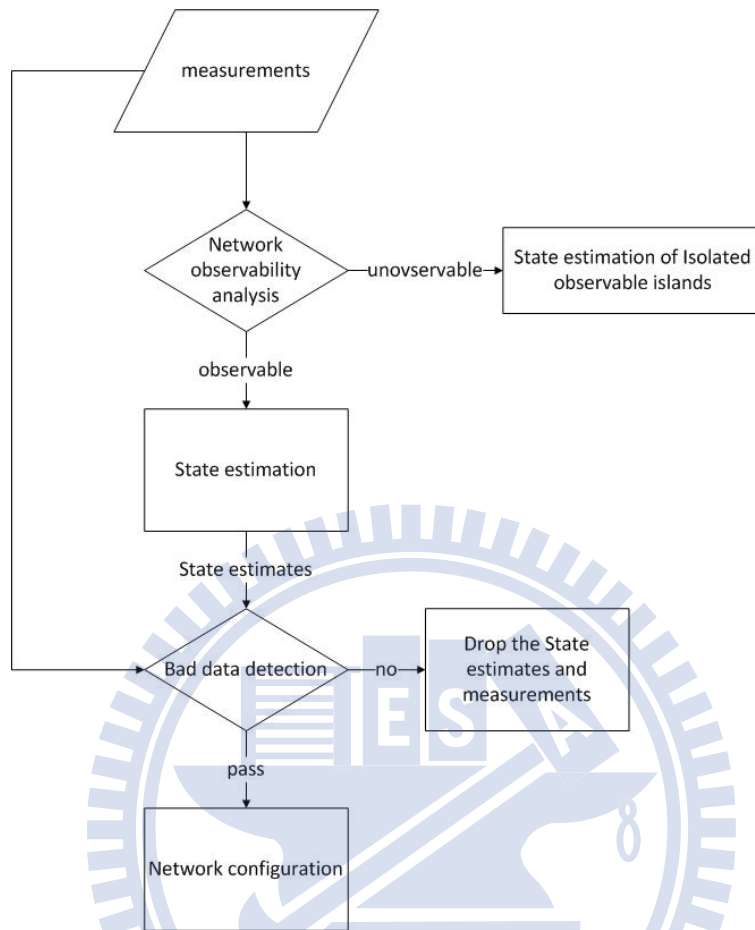 measurements
Network
observability
analysis
unovservable
State estimation of Isolated
observable islands
observable
State estimation
State estimates
Bad data detection
no
Drop the State
estimates and
measurements
pass
Network configuration
E S A
8